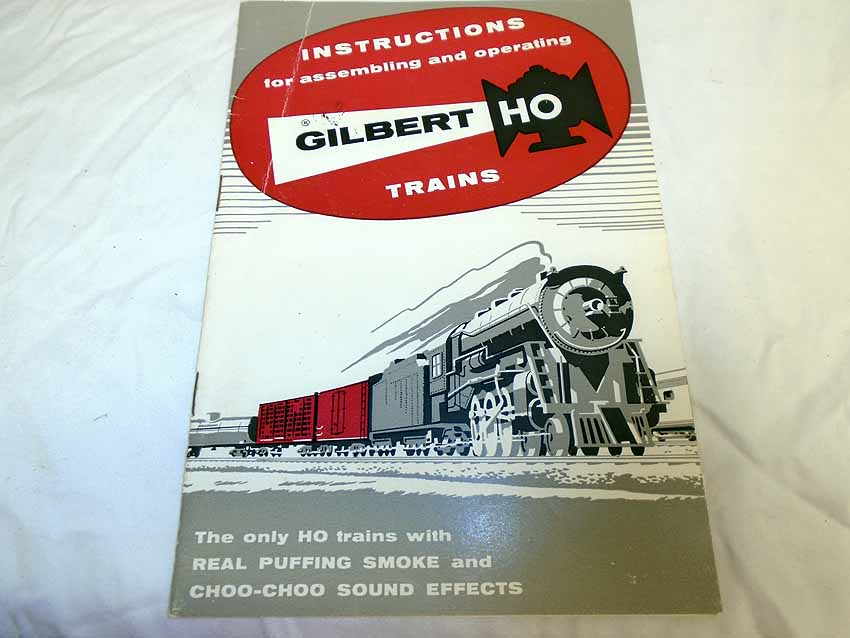 INSTRUCTIONS
for assembling and operating
® GILBERT HO
TRAINS
The only HO trains with
REAL PUFFING SMOKE and
CHOO-CHOO SOUND EFFECTS